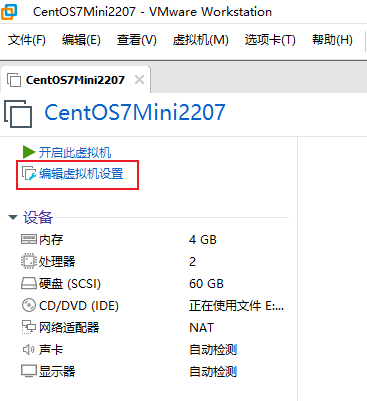 CentOS7Mini2207 - VMware Workstation
文件(F) 编辑(E) 查看(V) 虚拟机(M) 选项卡(T) 帮助(H)
CentOS7Mini2207
CentOS7Mini2207
开启此虚拟机
编辑虚拟机设置
设备
内存 4 GB
处理器 2
硬盘 (SCSI) 60 GB
CD/DVD (IDE) 正在使用文件 E:...
网络适配器 NAT
声卡 自动检测
显示器 自动检测